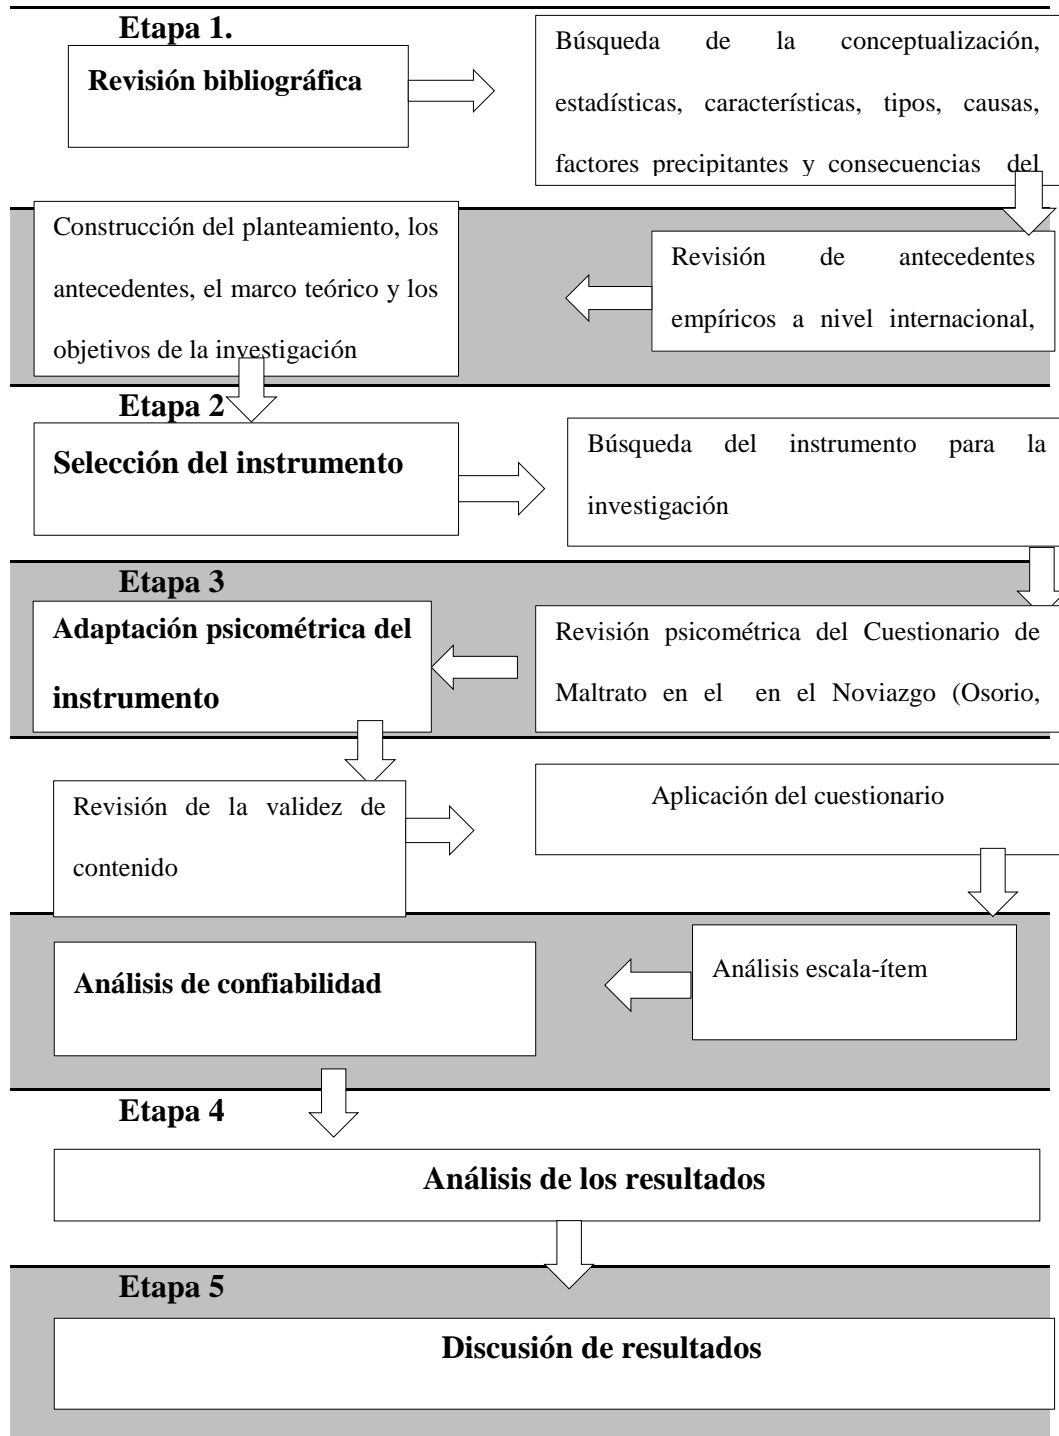 Etapa 1.
Revisión bibliográfica
Búsqueda de la conceptualización,
estadísticas, características, tipos, causas,
factores precipitantes y consecuencias del
Construcción del planteamiento, los
antecedentes, el marco teórico y los
objetivos de la investigación
Revisión de antecedentes
empíricos a nivel internacional,
Etapa 2
Selección del instrumento
Búsqueda del instrumento para la
investigación
Etapa 3
Adaptación psicométrica del
instrumento
Revisión psicométrica del Cuestionario de
Maltrato en el en el Noviazgo (Osorio,
Revisión de la validez de
contenido
Aplicación del cuestionario
Análisis de confiabilidad
Análisis escala-ítem
Etapa 4
Análisis de los resultados
Etapa 5
Discusión de resultados